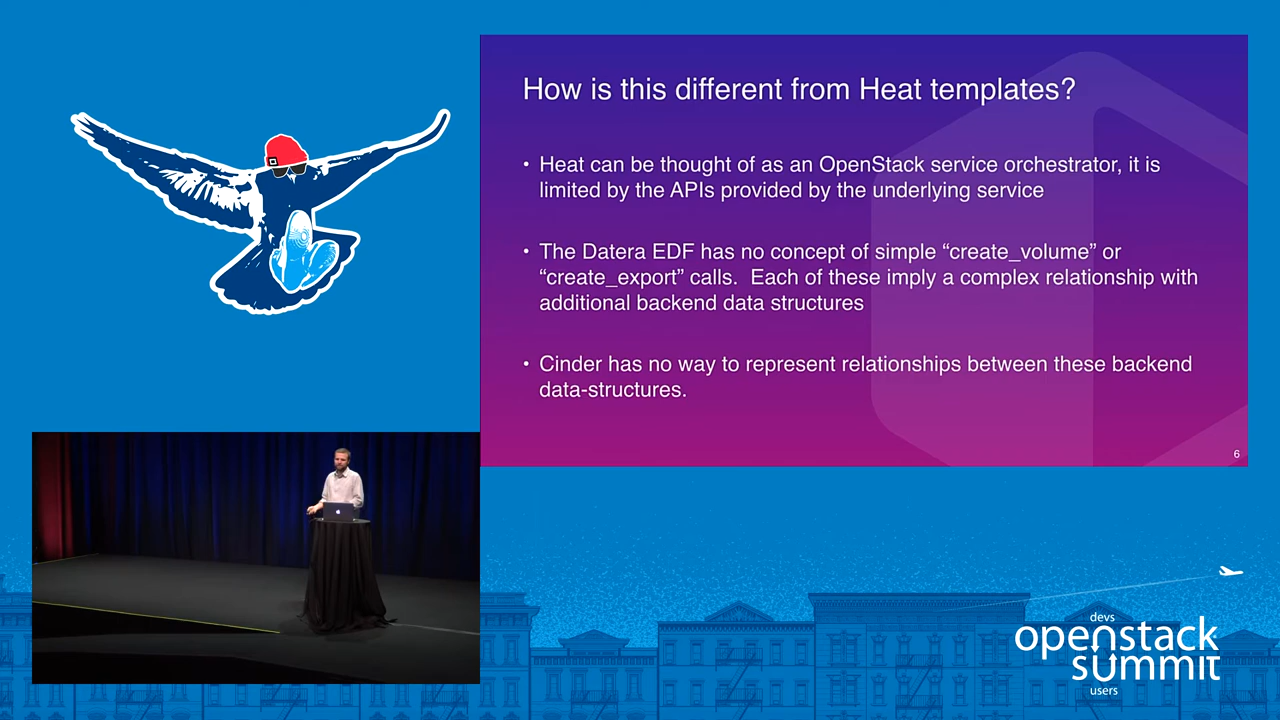 How is this different from Heat templates?
• Heat can be thought of as an OpenStack service orchestrator, it is
limited by the APIs provided by the underlying service
• The Datera EDF has no concept of simple “create_volume” or
“create_export” calls.  Each of these imply a complex relationship with
additional backend data structures
• Cinder has no way to represent relationships between these backend
data-structures.
6
devs
openstack
summit
users